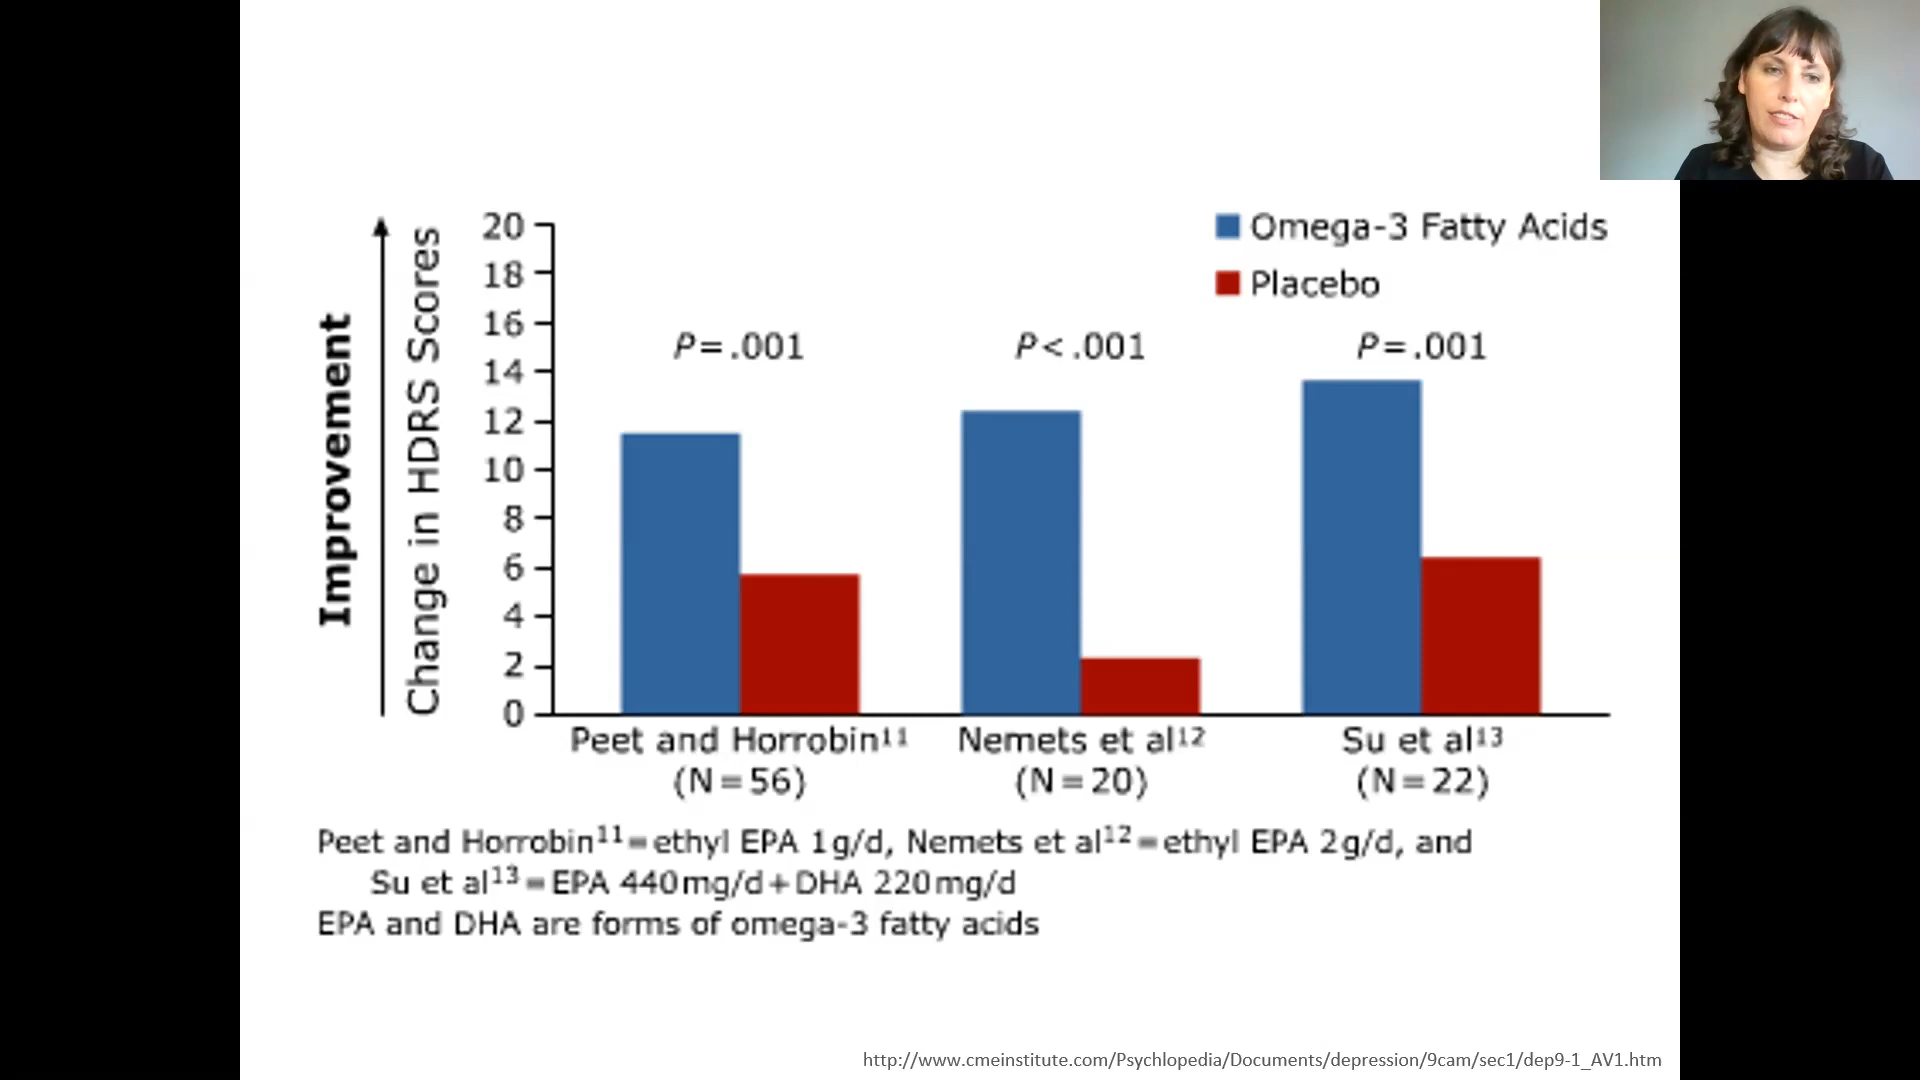 Improvement
Change in HDRS Scores
20
18
16
14
12
10
8
6
4
2
0
Omega-3 Fatty Acids
Placebo
P = .001
P < .001
P = .001
Peet and Horrobin¹¹
(N = 56)
Nemets et al¹²
(N = 20)
Su et al¹³
(N = 22)
Peet and Horrobin¹¹ = ethyl EPA 1 g/d, Nemets et al¹² = ethyl EPA 2 g/d, and
Su et al¹³ = EPA 440 mg/d + DHA 220 mg/d
EPA and DHA are forms of omega-3 fatty acids
http://www.cmeinstitute.com/Psychlopedia/Documents/depression/9cam/sec1/dep9-1_AV1.htm